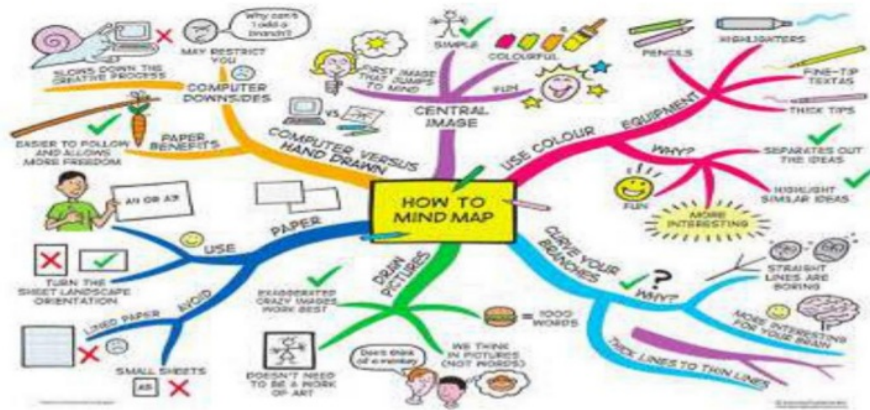 Why can't
I add a
branch?
MAY RESTRICT
YOU
SLOWS DOWN THE
CREATIVE PROCESS
COMPUTER
DOWNSIDES
EASIER TO FOLLOW
AND ALLOWS
MORE FREEDOM
PAPER
BENEFITS
COMPUTER VERSUS
HAND DRAWN
VS
FIRST IMAGE
THAT JUMPS
TO MIND
SIMPLE
COLOURFUL
FUN
CENTRAL
IMAGE
USE COLOUR
EQUIPMENT
PENCILS
HIGHLIGHTERS
FINE-TIP
TEXTAS
THICK TIPS
WHY?
SEPARATES OUT
THE IDEAS
HIGHLIGHT
SIMILAR IDEAS
FUN
MORE
INTERESTING
HOW TO
MIND MAP
A4 OR A3
PAPER
USE
TURN THE
SHEET LANDSCAPE
ORIENTATION
AVOID
LINED PAPER
SMALL SHEETS
A5
DRAW
PICTURES
EXAGGERATED
CRAZY IMAGES
WORK BEST
DOESN'T NEED
TO BE A WORK
OF ART
= 1000
WORDS
WE THINK
IN PICTURES
(NOT WORDS)
Don't think
of a monkey
CURVE YOUR
BRANCHES
? WHY?
STRAIGHT
LINES ARE
BORING
MORE INTERESTING
FOR YOUR
BRAIN
THICK LINES TO THIN LINES